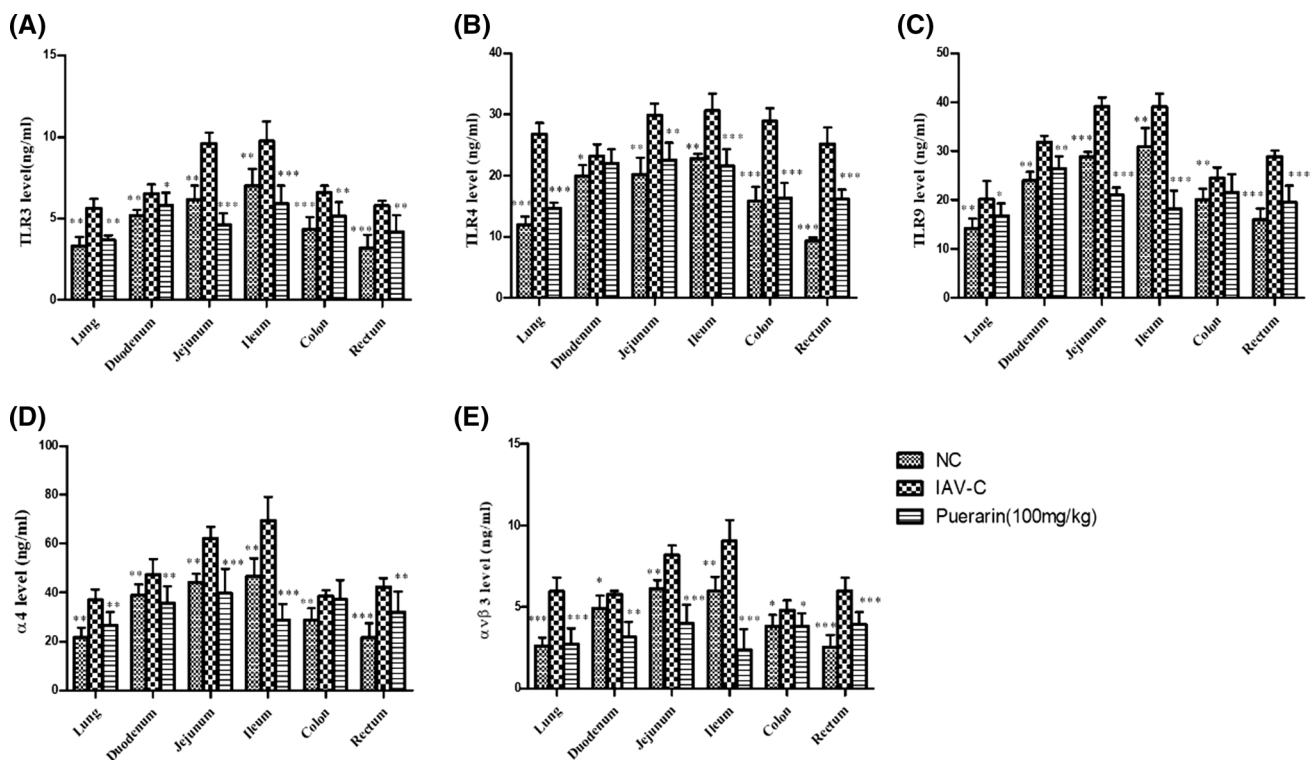 (A)
TLR3 level(ng/ml)
15
10
5
0
** ** ** * ** *** ** *** *** ** *** **
Lung Duodenum Jejunum Ileum Colon Rectum
(B)
TLR4 level (ng/ml)
40
30
20
10
0
*** *** * ** ** ** *** *** *** *** ***
Lung Duodenum Jejunum Ileum Colon Rectum
(C)
TLR9 level (ng/ml)
50
40
30
20
10
0
** * ** ** *** *** ** *** ** *** ***
Lung Duodenum Jejunum Ileum Colon Rectum
(D)
α4 level (ng/ml)
100
80
60
40
20
0
** ** ** ** ** *** ** *** ** *** **
Lung Duodenum Jejunum Ileum Colon Rectum
(E)
αvβ3 level (ng/ml)
15
10
5
0
*** *** * ** ** *** ** *** * * *** ***
Lung Duodenum Jejunum Ileum Colon Rectum
NC
IAV-C
Puerarin(100mg/kg)